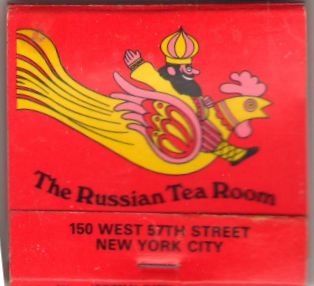 The Russian Tea Room
150 WEST 57TH STREET
NEW YORK CITY